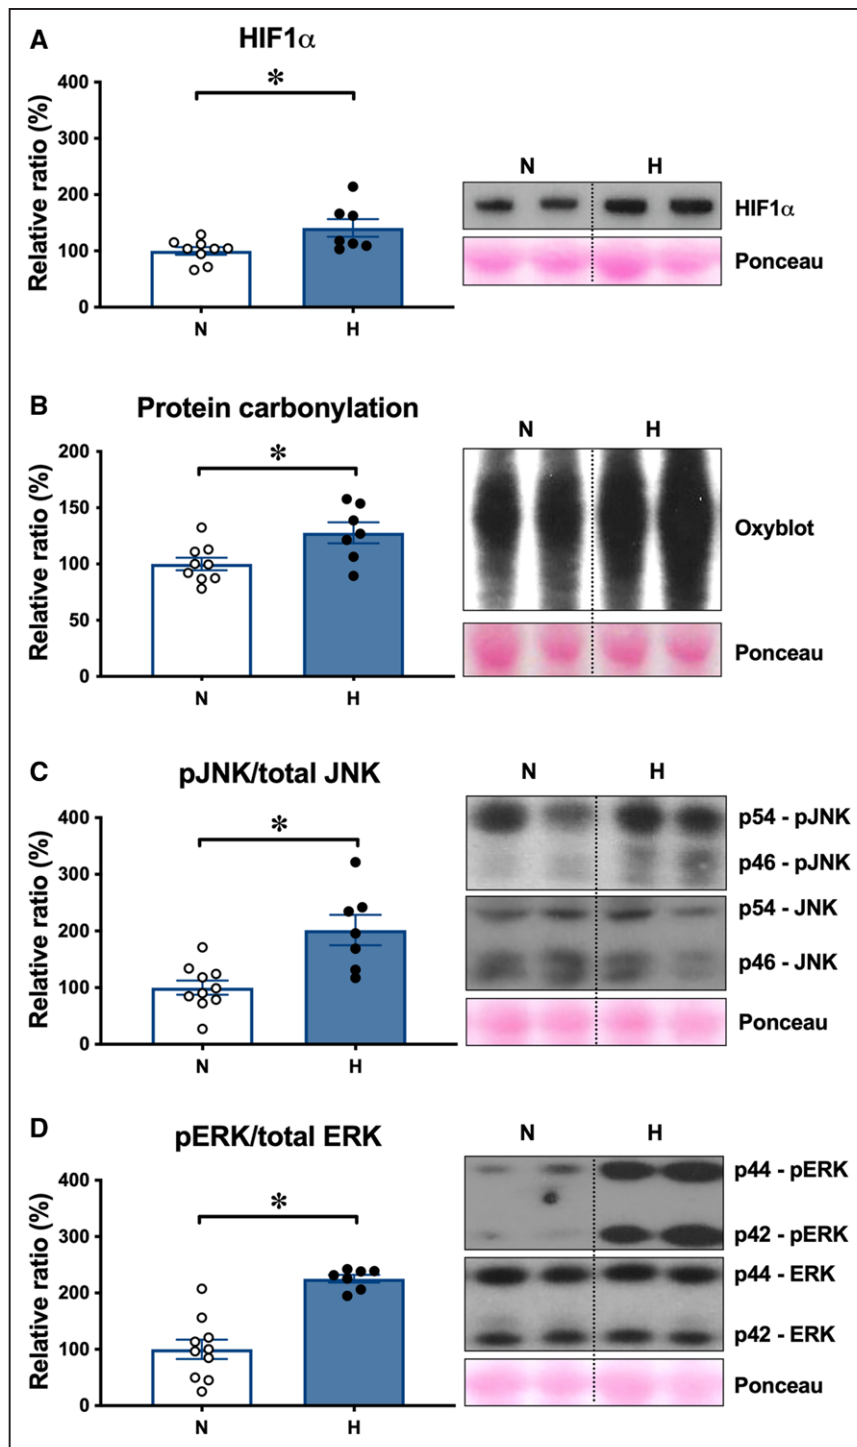 A
HIF1α
*
Relative ratio (%)
400
300
200
100
0
N
H
N H
HIF1α
Ponceau
B
Protein carbonylation
*
Relative ratio (%)
200
150
100
50
0
N
H
N H
Oxyblot
Ponceau
C
pJNK/total JNK
*
Relative ratio (%)
400
300
200
100
0
N
H
N H
p54 - pJNK
p46 - pJNK
p54 - JNK
p46 - JNK
Ponceau
D
pERK/total ERK
*
Relative ratio (%)
400
300
200
100
0
N
H
N H
p44 - pERK
p42 - pERK
p44 - ERK
p42 - ERK
Ponceau